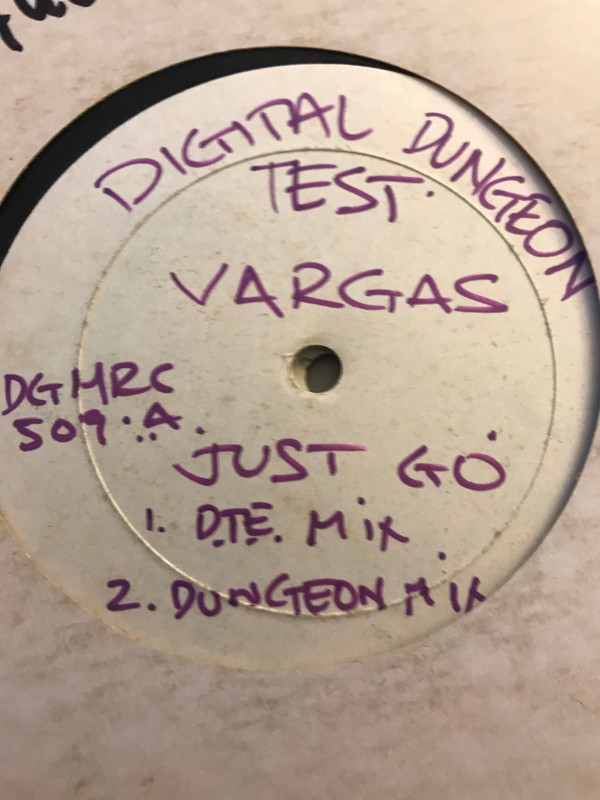 DIGITAL DUNGEON
TEST.
VARGAS
DGMRC
509.A.
JUST GO
1. D.T.E. MIX
2. DUNGEON MIX